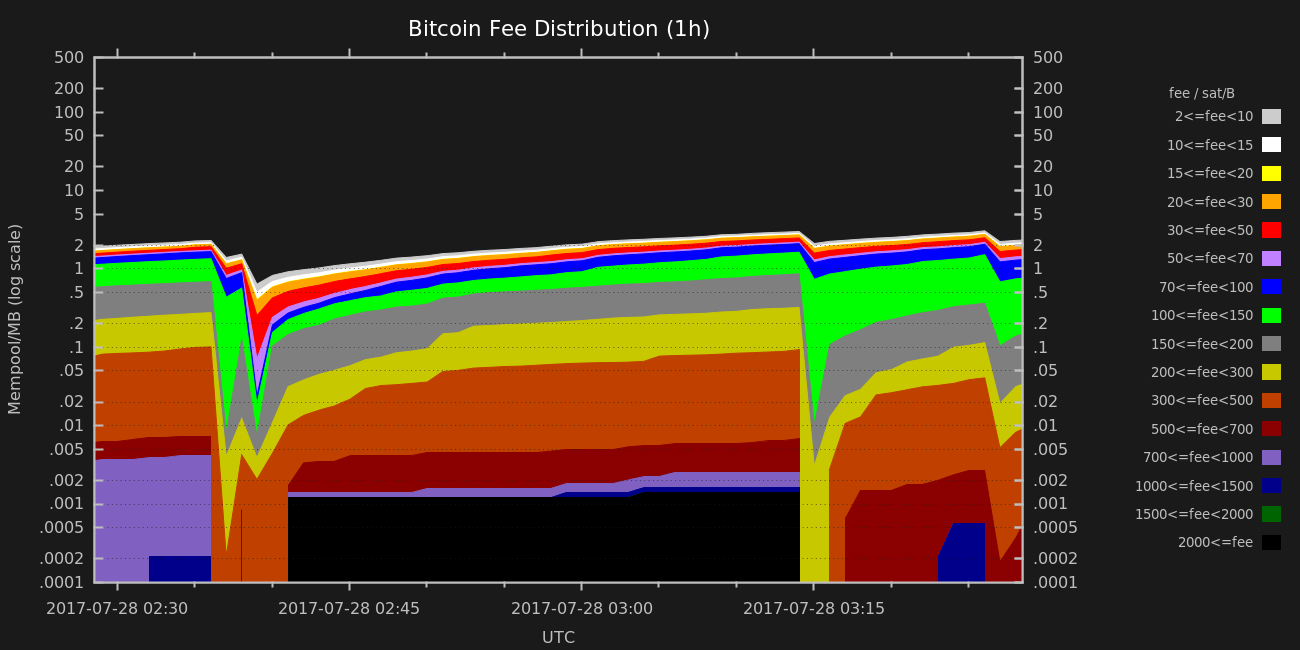 Bitcoin Fee Distribution (1h)
500
200
100
50
20
10
5
2
1
.5
.2
.1
.05
.02
.01
.005
.002
.001
.0005
.0002
.0001
Mempool/MB (log scale)
500
200
100
50
20
10
5
2
1
.5
.2
.1
.05
.02
.01
.005
.002
.001
.0005
.0002
.0001
fee / sat/B
2<=fee<10
10<=fee<15
15<=fee<20
20<=fee<30
30<=fee<50
50<=fee<70
70<=fee<100
100<=fee<150
150<=fee<200
200<=fee<300
300<=fee<500
500<=fee<700
700<=fee<1000
1000<=fee<1500
1500<=fee<2000
2000<=fee
2017-07-28 02:30 2017-07-28 02:45 2017-07-28 03:00 2017-07-28 03:15
UTC